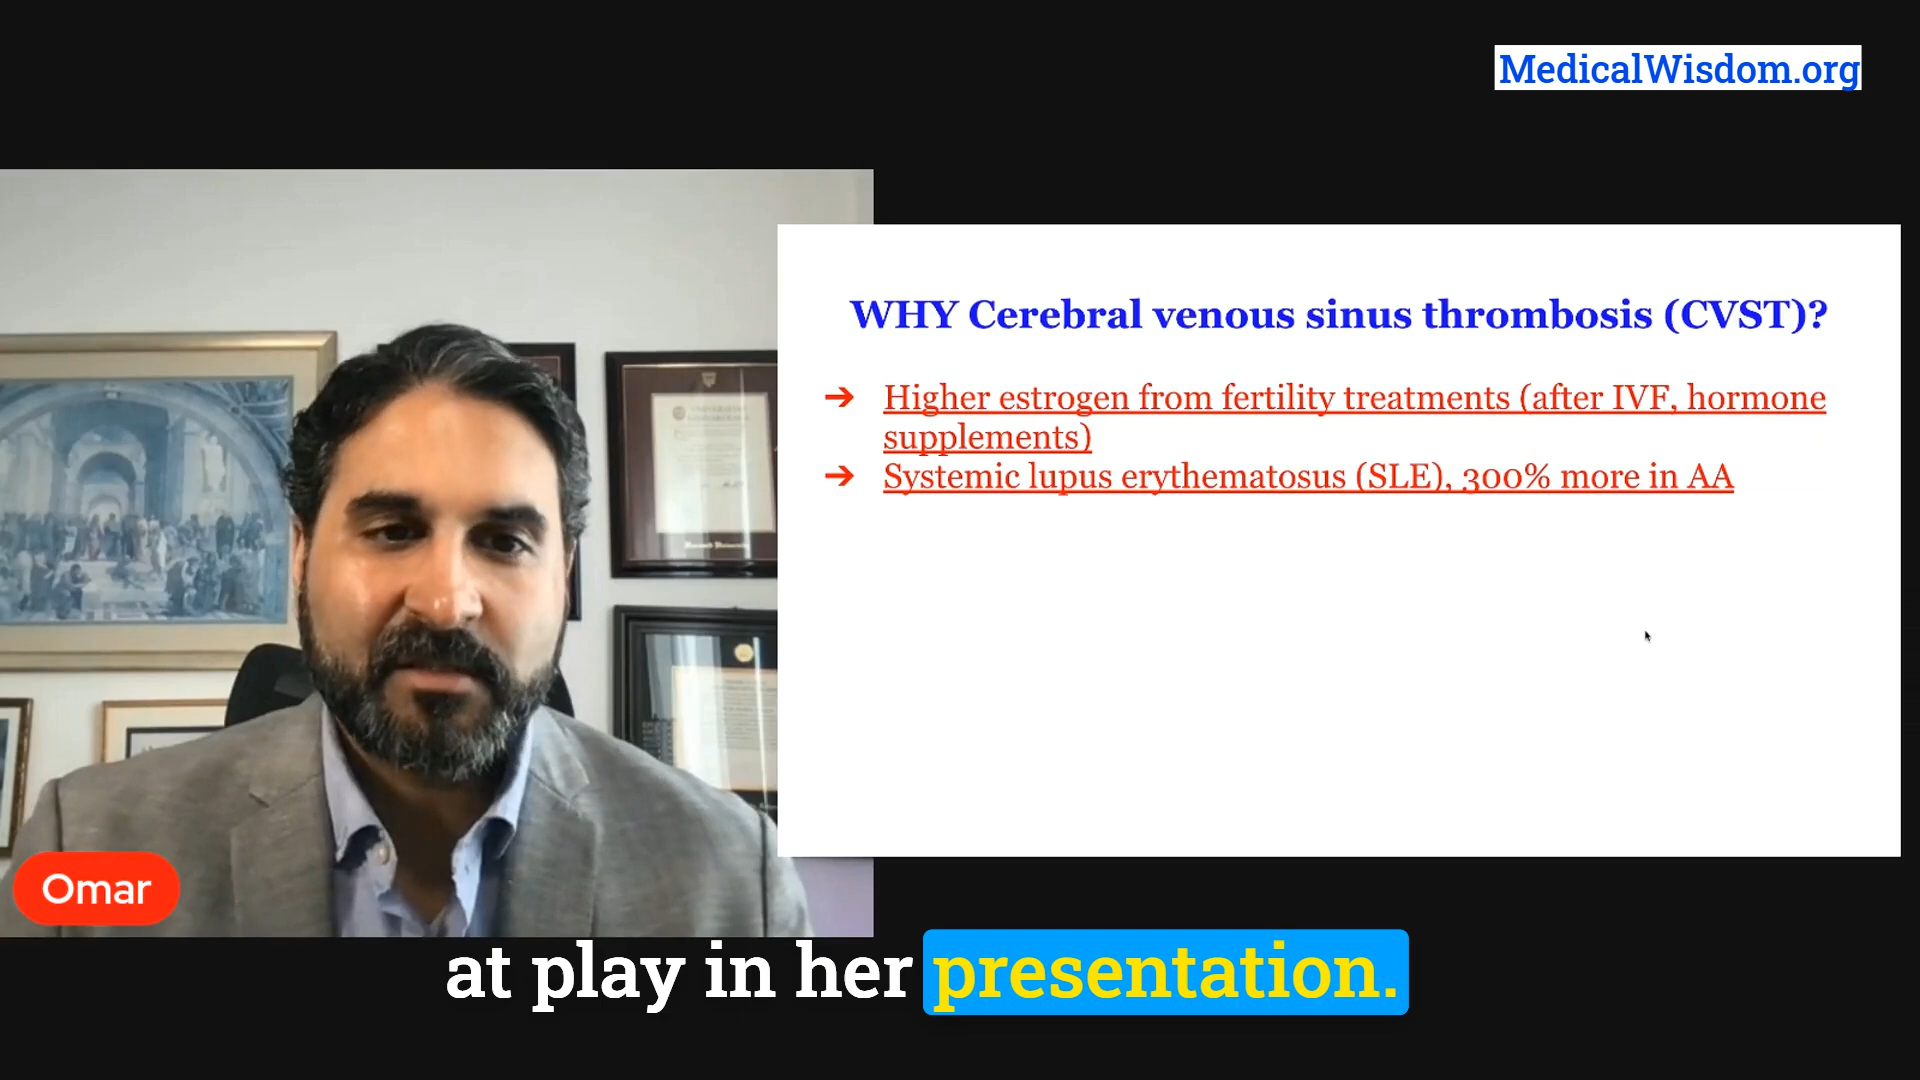 MedicalWisdom.org
WHY Cerebral venous sinus thrombosis (CVST)?
➔ Higher estrogen from fertility treatments (after IVF, hormone
supplements)
➔ Systemic lupus erythematosus (SLE), 300% more in AA
Omar
at play in her presentation.